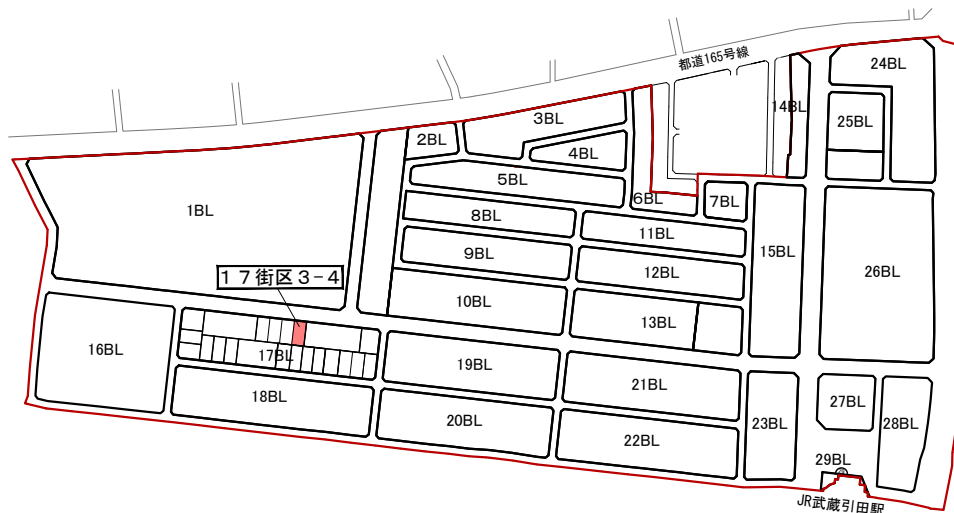 都道165号線
24BL
14BL
25BL
3BL
2BL
4BL
5BL
6BL
7BL
1BL
8BL
11BL
15BL
9BL
12BL
26BL
17街区3-4
10BL
13BL
16BL
17BL
19BL
21BL
18BL
27BL
20BL
23BL
28BL
22BL
29BL
JR武蔵引田駅